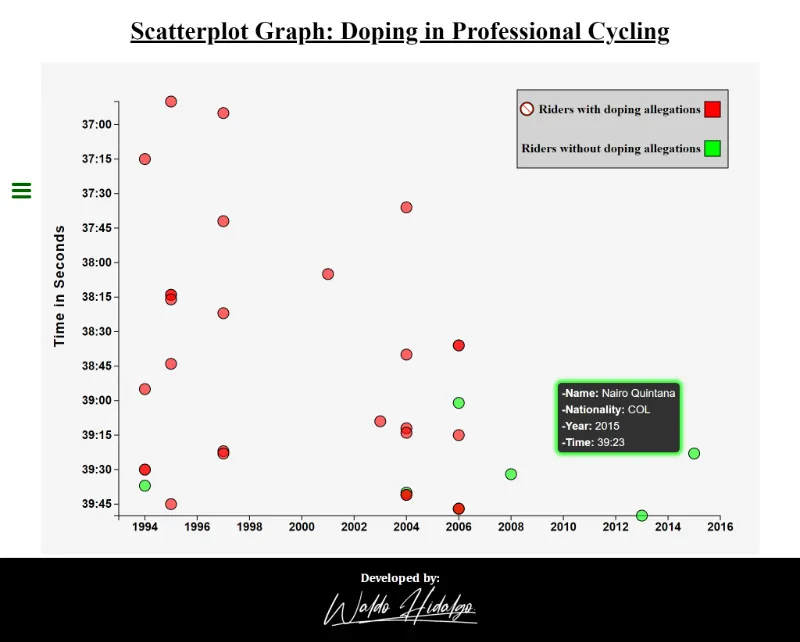 Scatterplot Graph: Doping in Professional Cycling
Riders with doping allegations
Riders without doping allegations
Time in Seconds
37:00
37:15
37:30
37:45
38:00
38:15
38:30
38:45
39:00
39:15
39:30
39:45
-Name: Nairo Quintana
-Nationality: COL
-Year: 2015
-Time: 39:23
1994 1996 1998 2000 2002 2004 2006 2008 2010 2012 2014 2016
Developed by:
Waldo Hidalgo